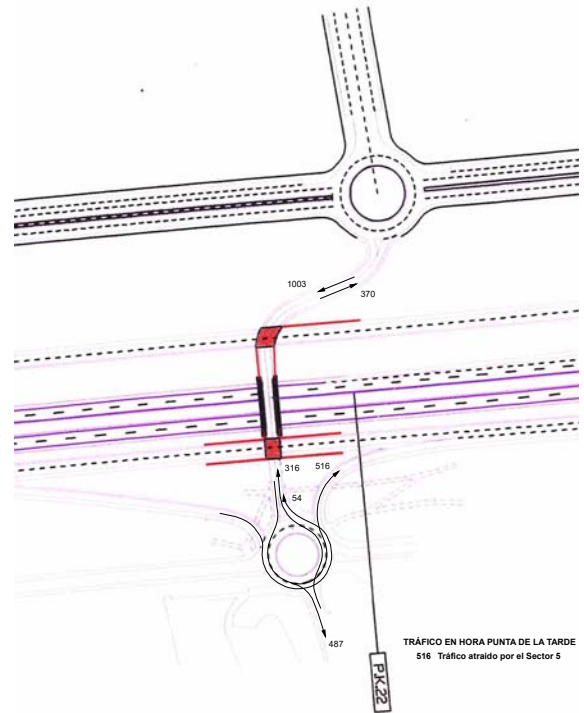 1003
370
316
516
54
487
TRÁFICO EN HORA PUNTA DE LA TARDE
516 Tráfico atraido por el Sector 5
P.K.22